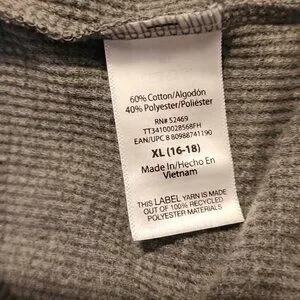 60% Cotton/Algodón
40% Polyester/Poliéster
RN# 52469
TT34100028568FH
EAN/UPC 8 80988741190
XL (16-18)
Made in/Hecho En
Vietnam
THIS LABEL YARN IS MADE
OUT OF 100% RECYCLED
POLYESTER MATERIALS